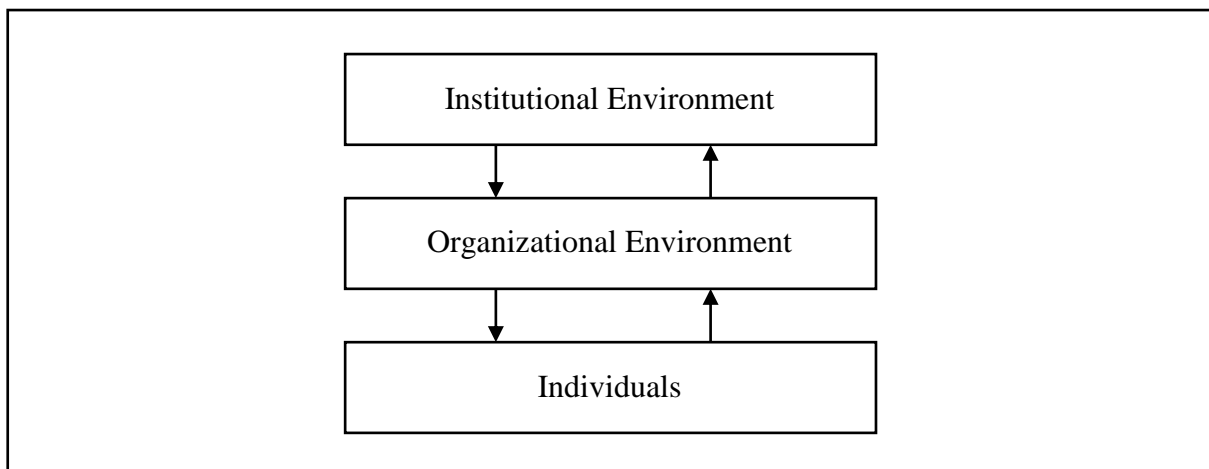 Institutional Environment
Organizational Environment
Individuals